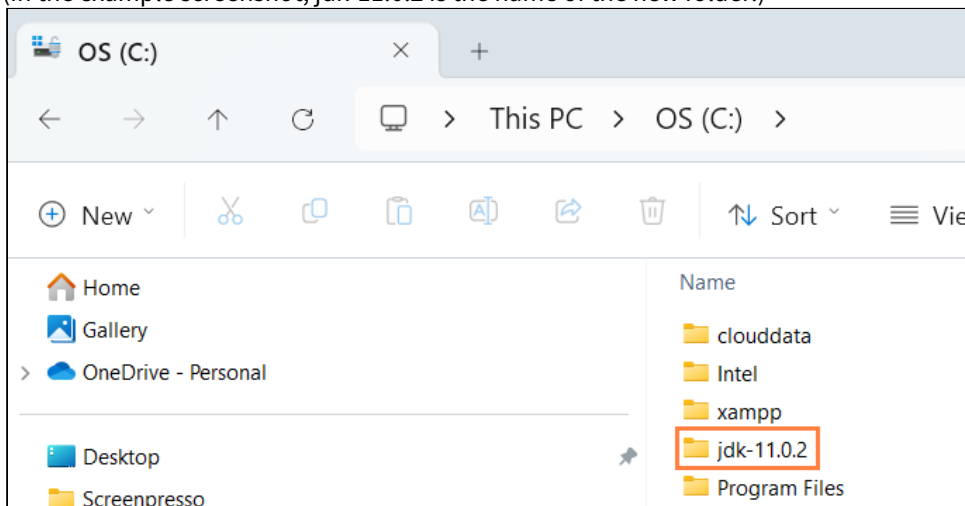 OS (C:)
This PC > OS (C:) >
New
Sort
Vie
Home
Gallery
OneDrive - Personal
Desktop
Screenpresso
Name
clouddata
Intel
xampp
jdk-11.0.2
Program Files